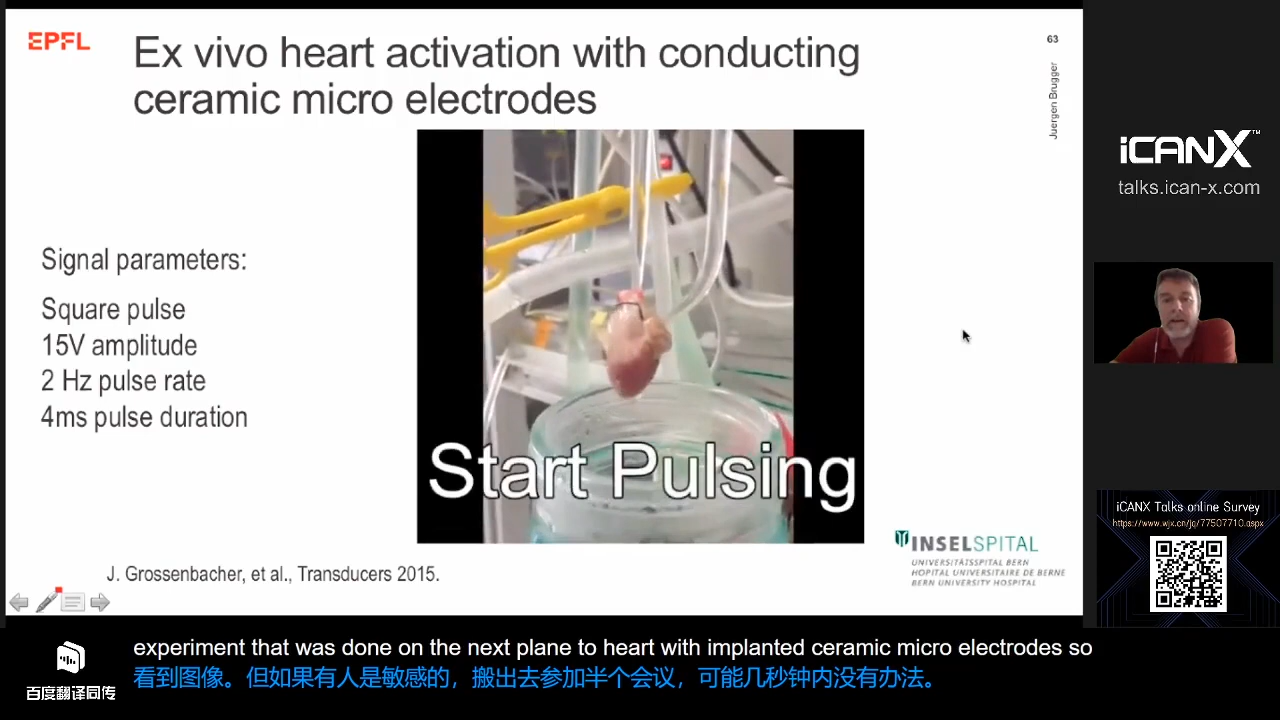 EPFL
Ex vivo heart activation with conducting
ceramic micro electrodes
63
Juergen Brugger
Signal parameters:
Square pulse
15V amplitude
2 Hz pulse rate
4ms pulse duration
Start Pulsing
INSELSPITAL
UNIVERSITÄTSSPITAL BERN
HOPITAL UNIVERSITAIRE DE BERNE
BERN UNIVERSITY HOSPITAL
J. Grossenbacher, et al., Transducers 2015.
iCANX™
talks.ican-x.com
iCANX Talks online Survey
https://www.wjx.cn/jq/77507710.aspx
experiment that was done on the next plane to heart with implanted ceramic micro electrodes so
看到图像。但如果有人是敏感的，搬出去参加半个会议，可能几秒钟内没有办法。
百度翻译同传